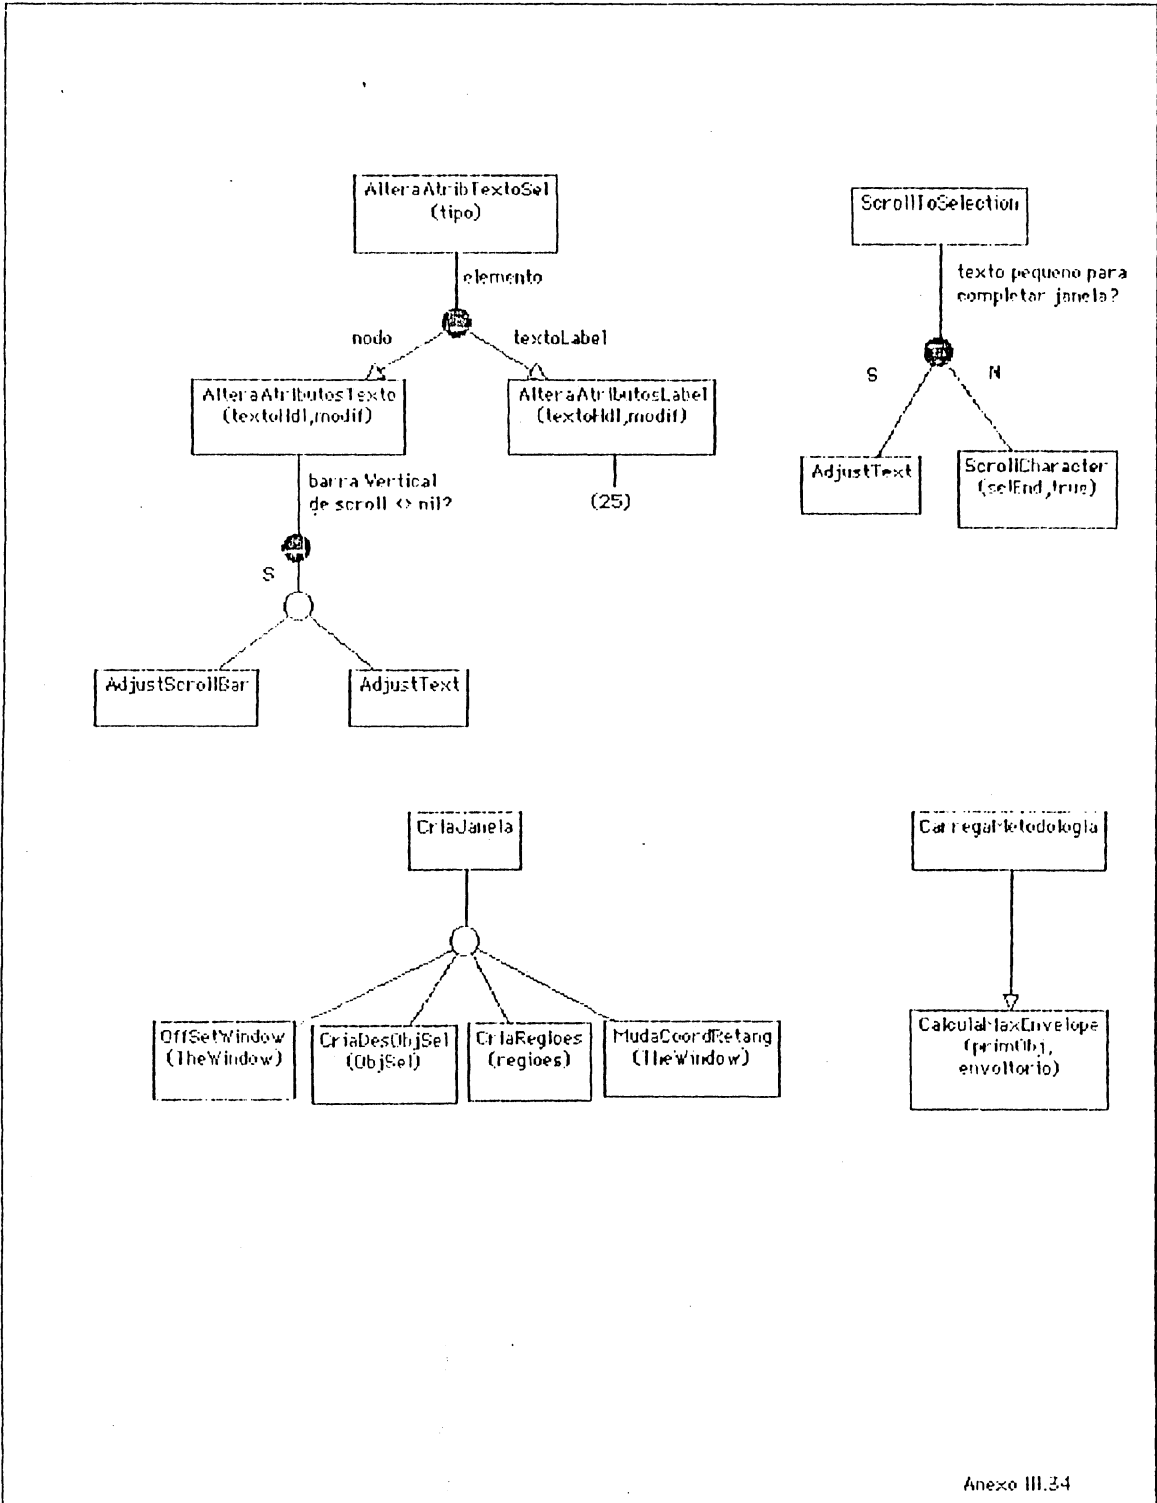 AlteraAtribTextoSel
(tipo)
elemento
nodo
textoLabel
AlteraAtributosTexto
(textoHdl,modif)
AlteraAtributosLabel
(textoHdl,modif)
barra Vertical
de scroll <> nil?
(25)
S
AdjustScrollBar
AdjustText
ScrollToSelection
texto pequeno para
completar janela?
S
N
AdjustText
ScrollCharacter
(selEnd,true)
CriaJanela
OffSetWindow
(TheWindow)
CriaDesObjSel
(ObjSel)
CriaRegioes
(regioes)
MudaCoordRetang
(TheWindow)
CarregaMetodologia
CalculaMaxEnvelope
(primObj,
envoltorio)
Anexo III.34